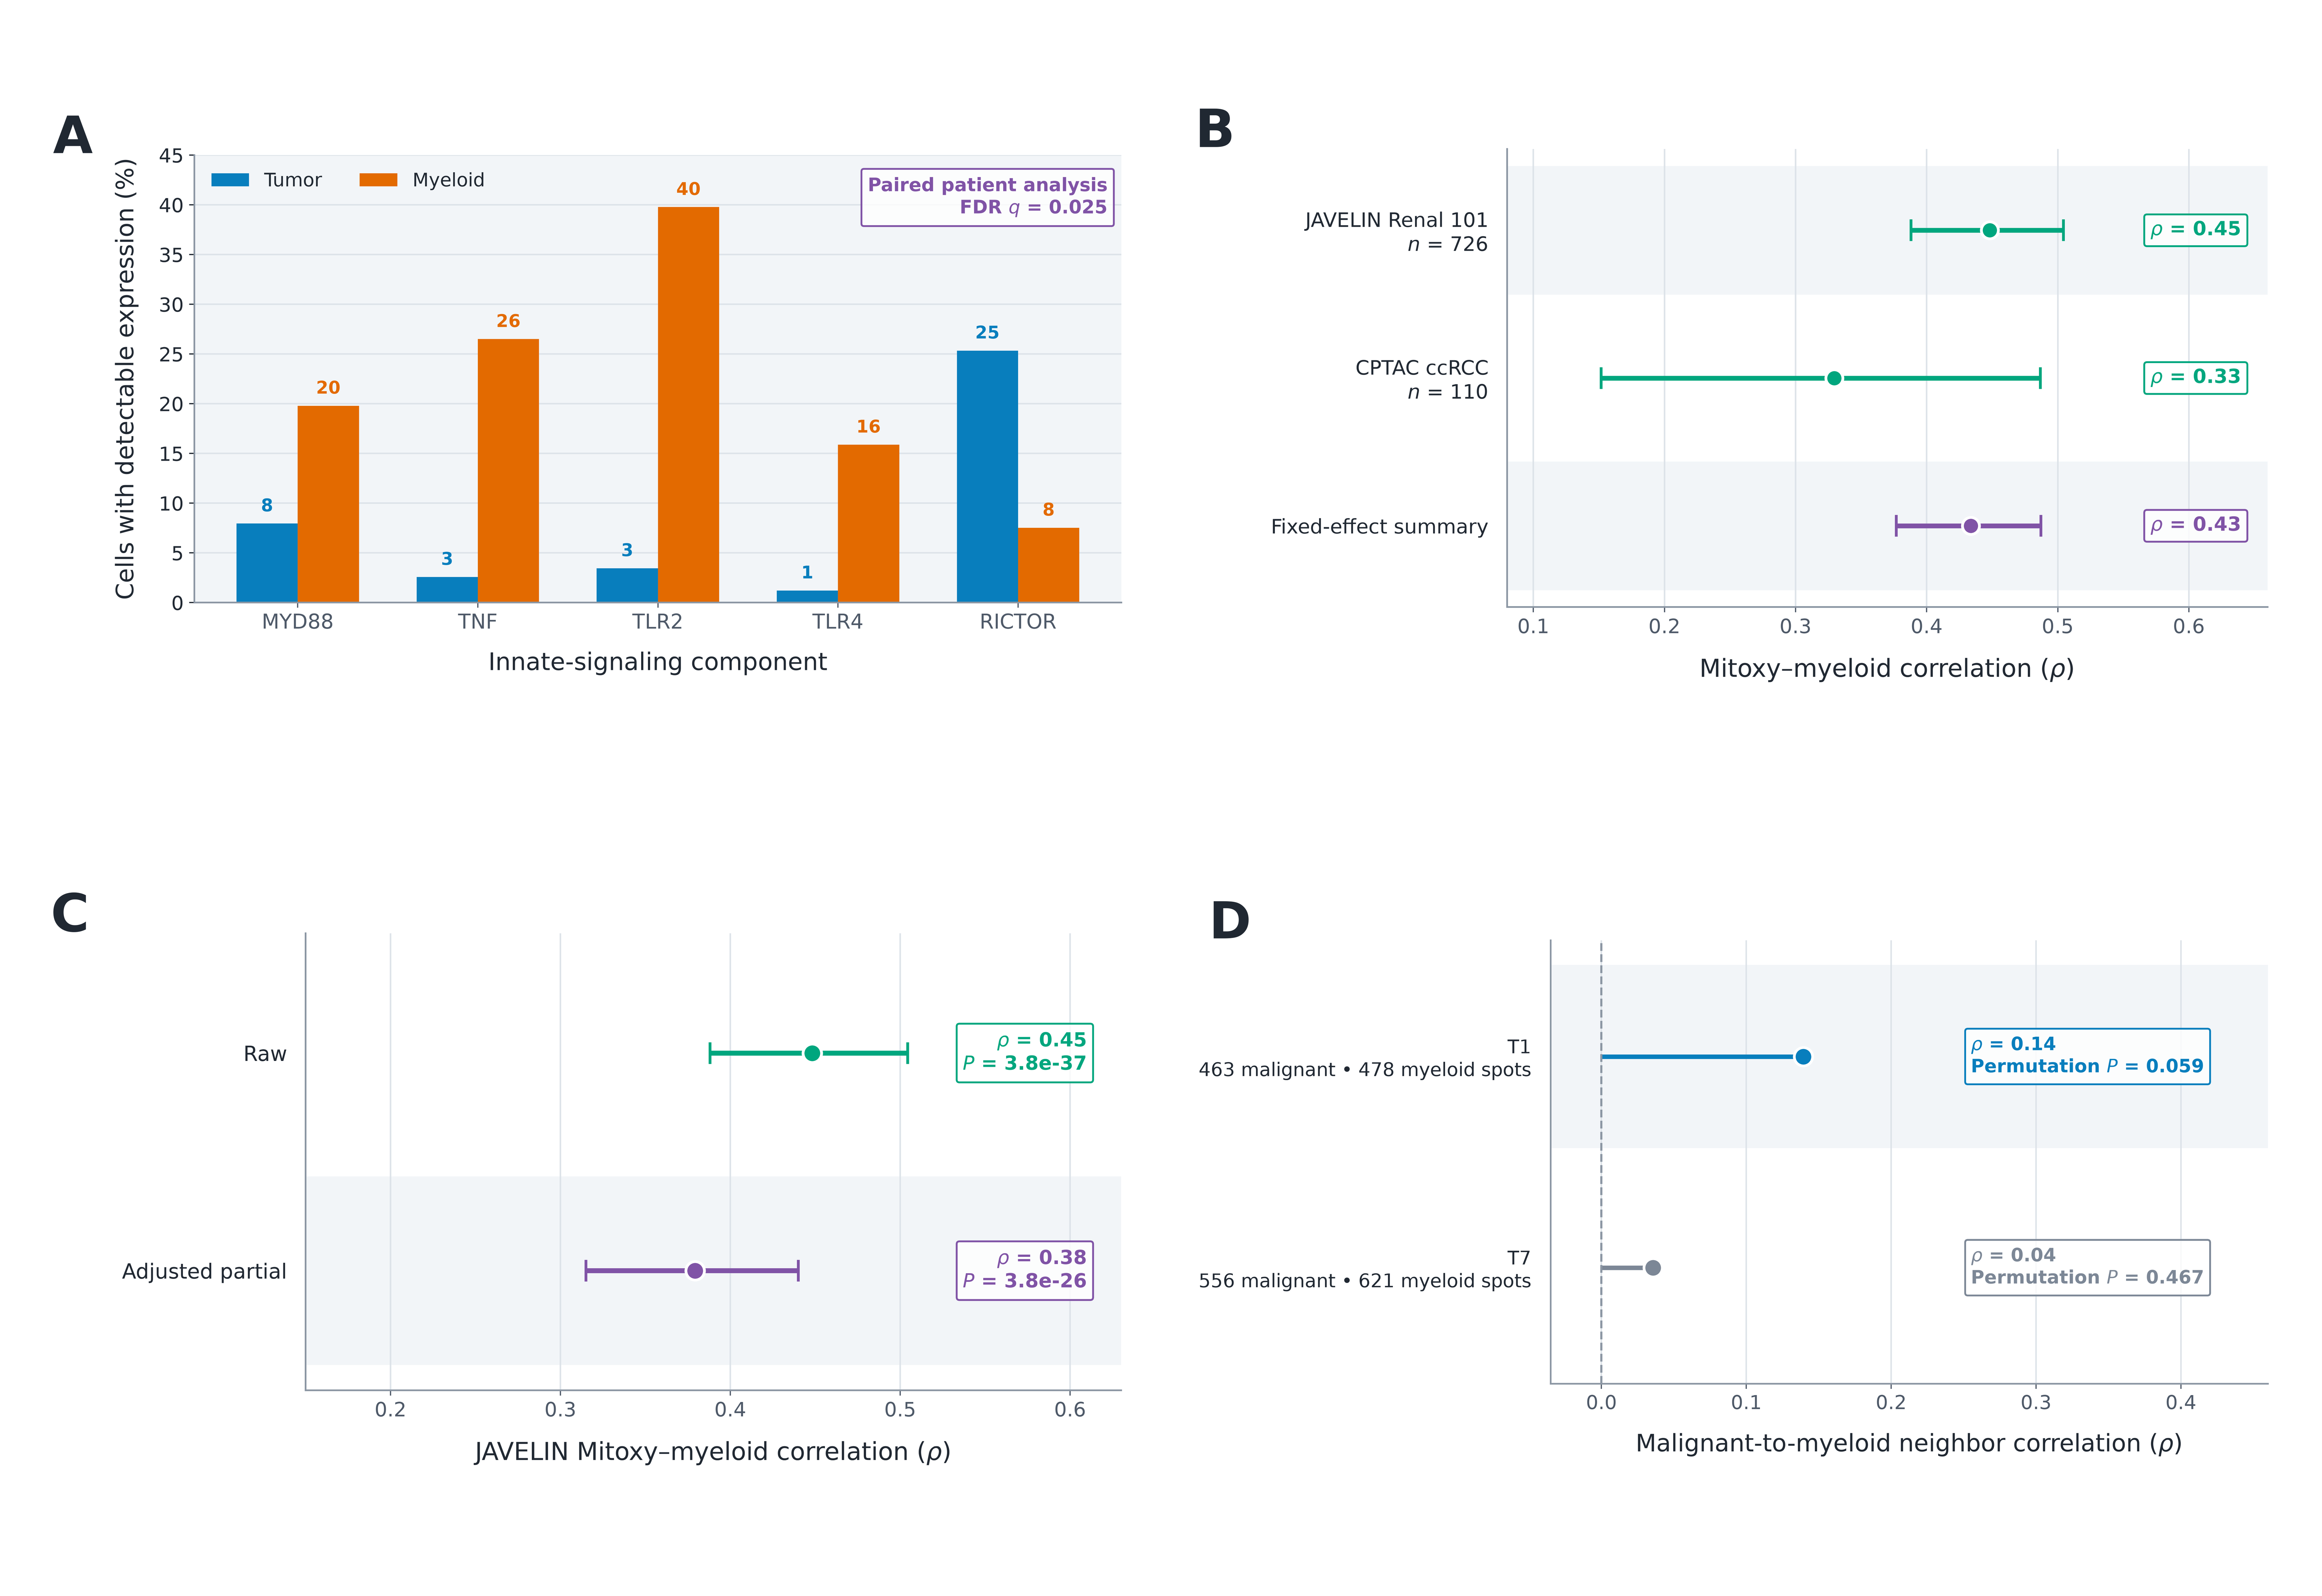 A
Cells with detectable expression (%)
45
40
35
30
25
20
15
10
5
0
Tumor
Myeloid
Paired patient analysis
FDR q = 0.025
8
20
3
26
3
40
1
16
25
8
MYD88
TNF
TLR2
TLR4
RICTOR
Innate-signaling component
B
JAVELIN Renal 101
n = 726
ρ = 0.45
CPTAC ccRCC
n = 110
ρ = 0.33
Fixed-effect summary
ρ = 0.43
0.1
0.2
0.3
0.4
0.5
0.6
Mitoxy–myeloid correlation (ρ)
C
Raw
ρ = 0.45
P = 3.8e-37
Adjusted partial
ρ = 0.38
P = 3.8e-26
0.2
0.3
0.4
0.5
0.6
JAVELIN Mitoxy–myeloid correlation (ρ)
D
T1
463 malignant • 478 myeloid spots
ρ = 0.14
Permutation P = 0.059
T7
556 malignant • 621 myeloid spots
ρ = 0.04
Permutation P = 0.467
0.0
0.1
0.2
0.3
0.4
Malignant-to-myeloid neighbor correlation (ρ)